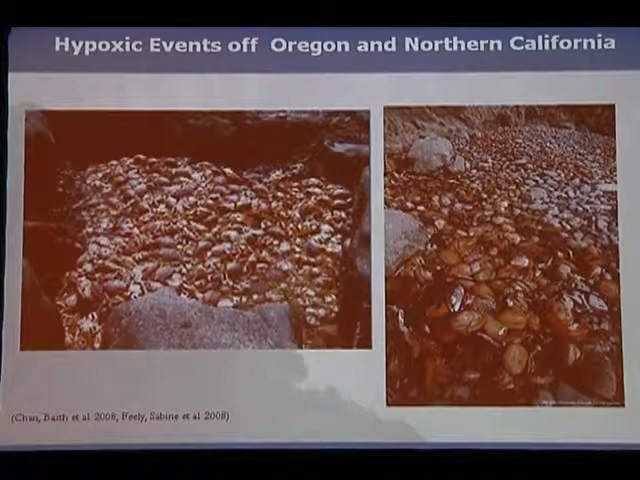 Hypoxic Events off Oregon and Northern California
(Chan, Barth et al 2008, Feely, Sabine et al 2008)